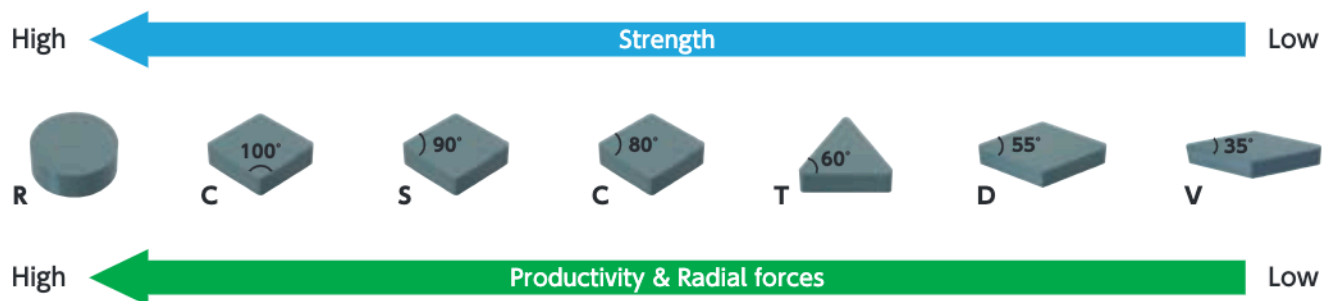 High Strength Low
100°
90°
80°
60°
55°
35°
R C S C T D V
High Productivity & Radial forces Low